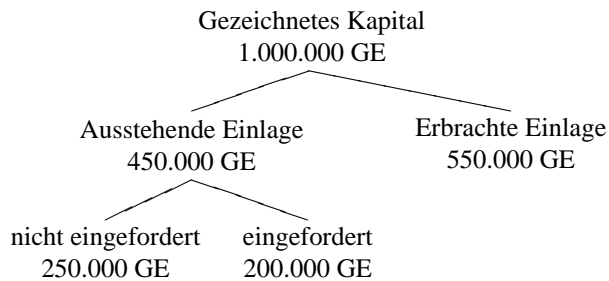 Gezeichnetes Kapital
1.000.000 GE
Ausstehende Einlage
450.000 GE
Erbrachte Einlage
550.000 GE
nicht eingefordert
250.000 GE
eingefordert
200.000 GE